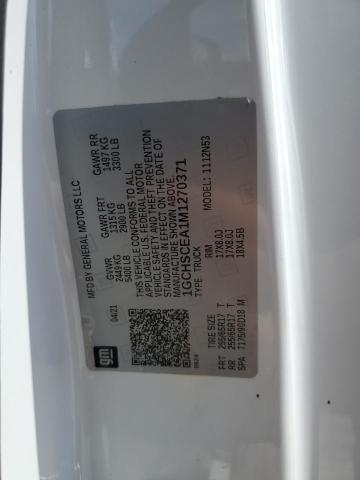 MFD BY GENERAL MOTORS LLC
04/21
GVWR
2449 KG
5400 LB
GAWR FRT
1315 KG
2900 LB
GAWR RR
1497 KG
3300 LB
THIS VEHICLE CONFORMS TO ALL
APPLICABLE U.S. FEDERAL MOTOR
VEHICLE SAFETY AND THEFT PREVENTION
STANDARDS IN EFFECT ON THE DATE OF
MANUFACTURE SHOWN ABOVE.
1GCHSCEA1M1270371
TYPE: TRUCK
MODEL: 1112N53
gm
TIRE SIZE
RIM
FRT 255/65R17 T 17X8.0J
RR 255/65R17 T 17X8.0J
SPA T175/90D18 M 18X4.5B